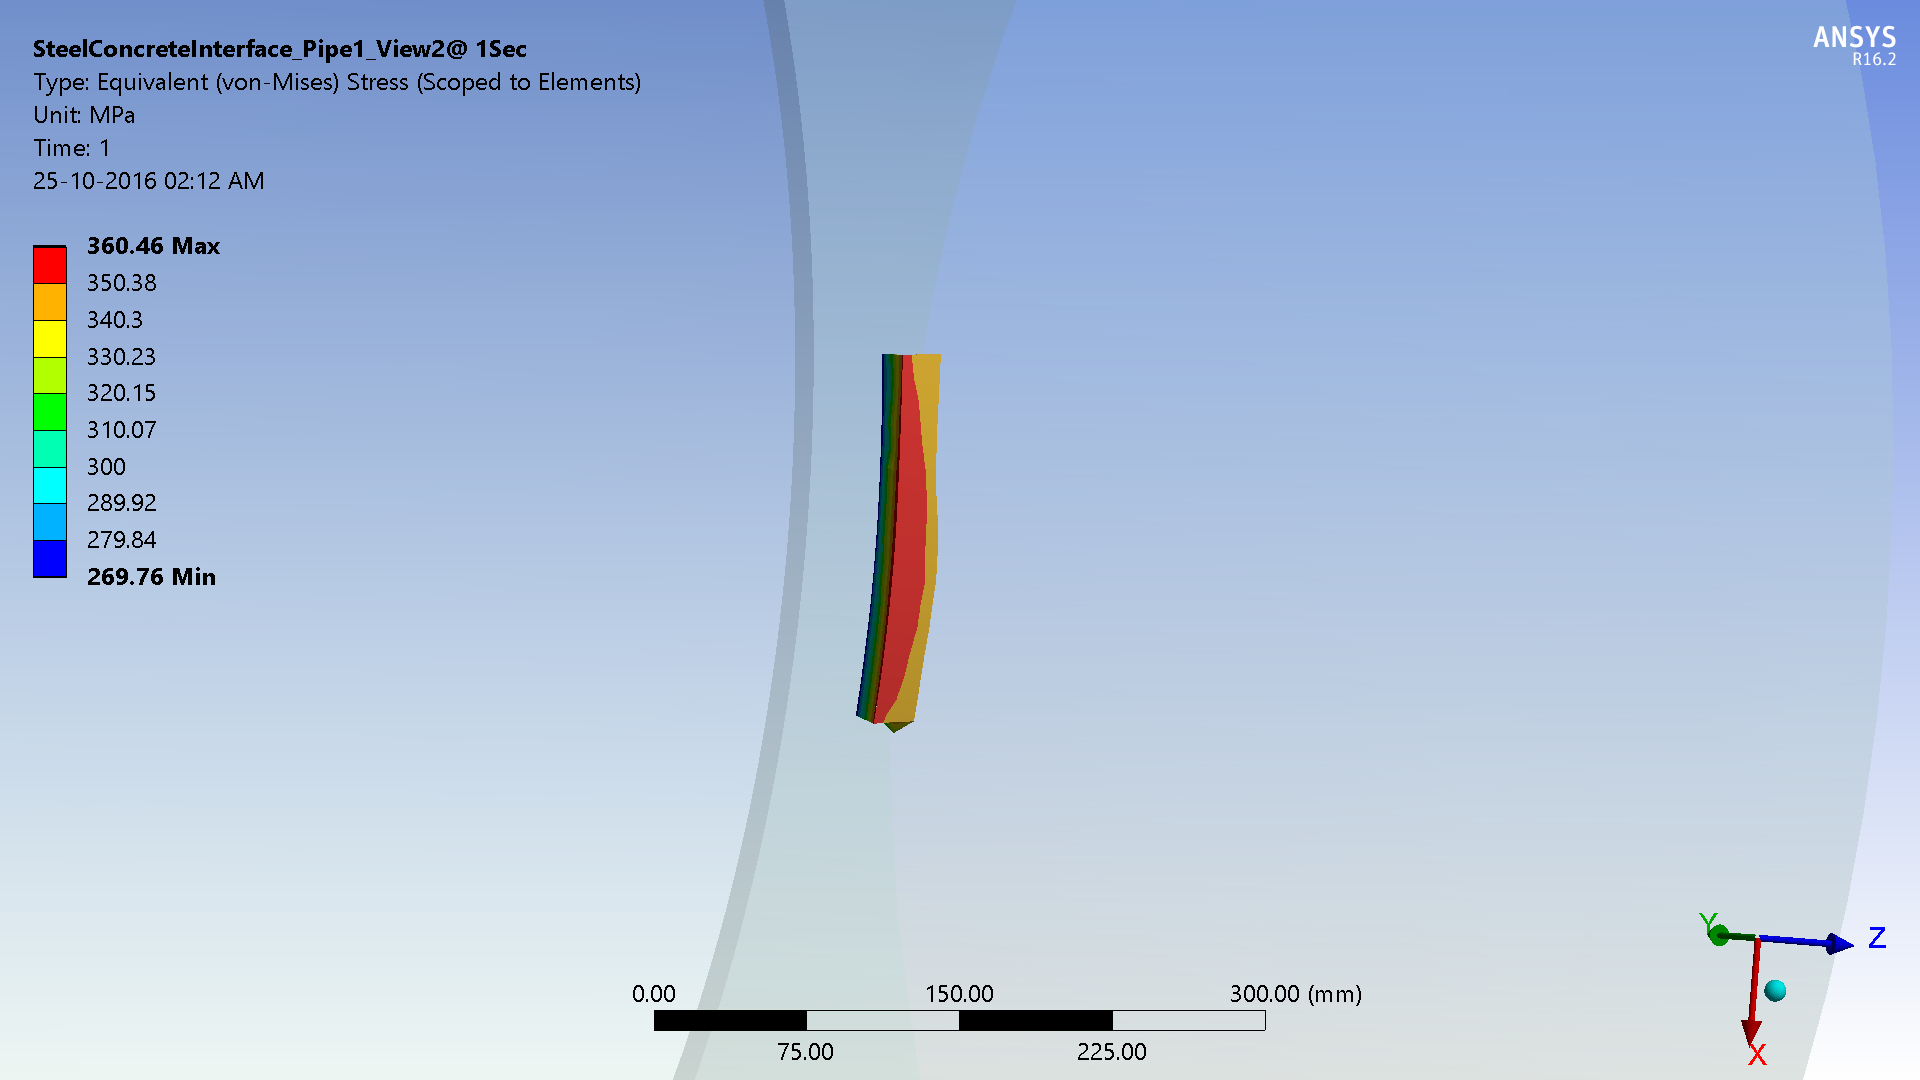 SteelConcreteInterface_Pipe1_View2@ 1Sec
Type: Equivalent (von-Mises) Stress (Scoped to Elements)
Unit: MPa
Time: 1
25-10-2016 02:12 AM
ANSYS
R16.2
360.46 Max
350.38
340.3
330.23
320.15
310.07
300
289.92
279.84
269.76 Min
Y
Z
X
0.00 150.00 300.00 (mm)
75.00 225.00